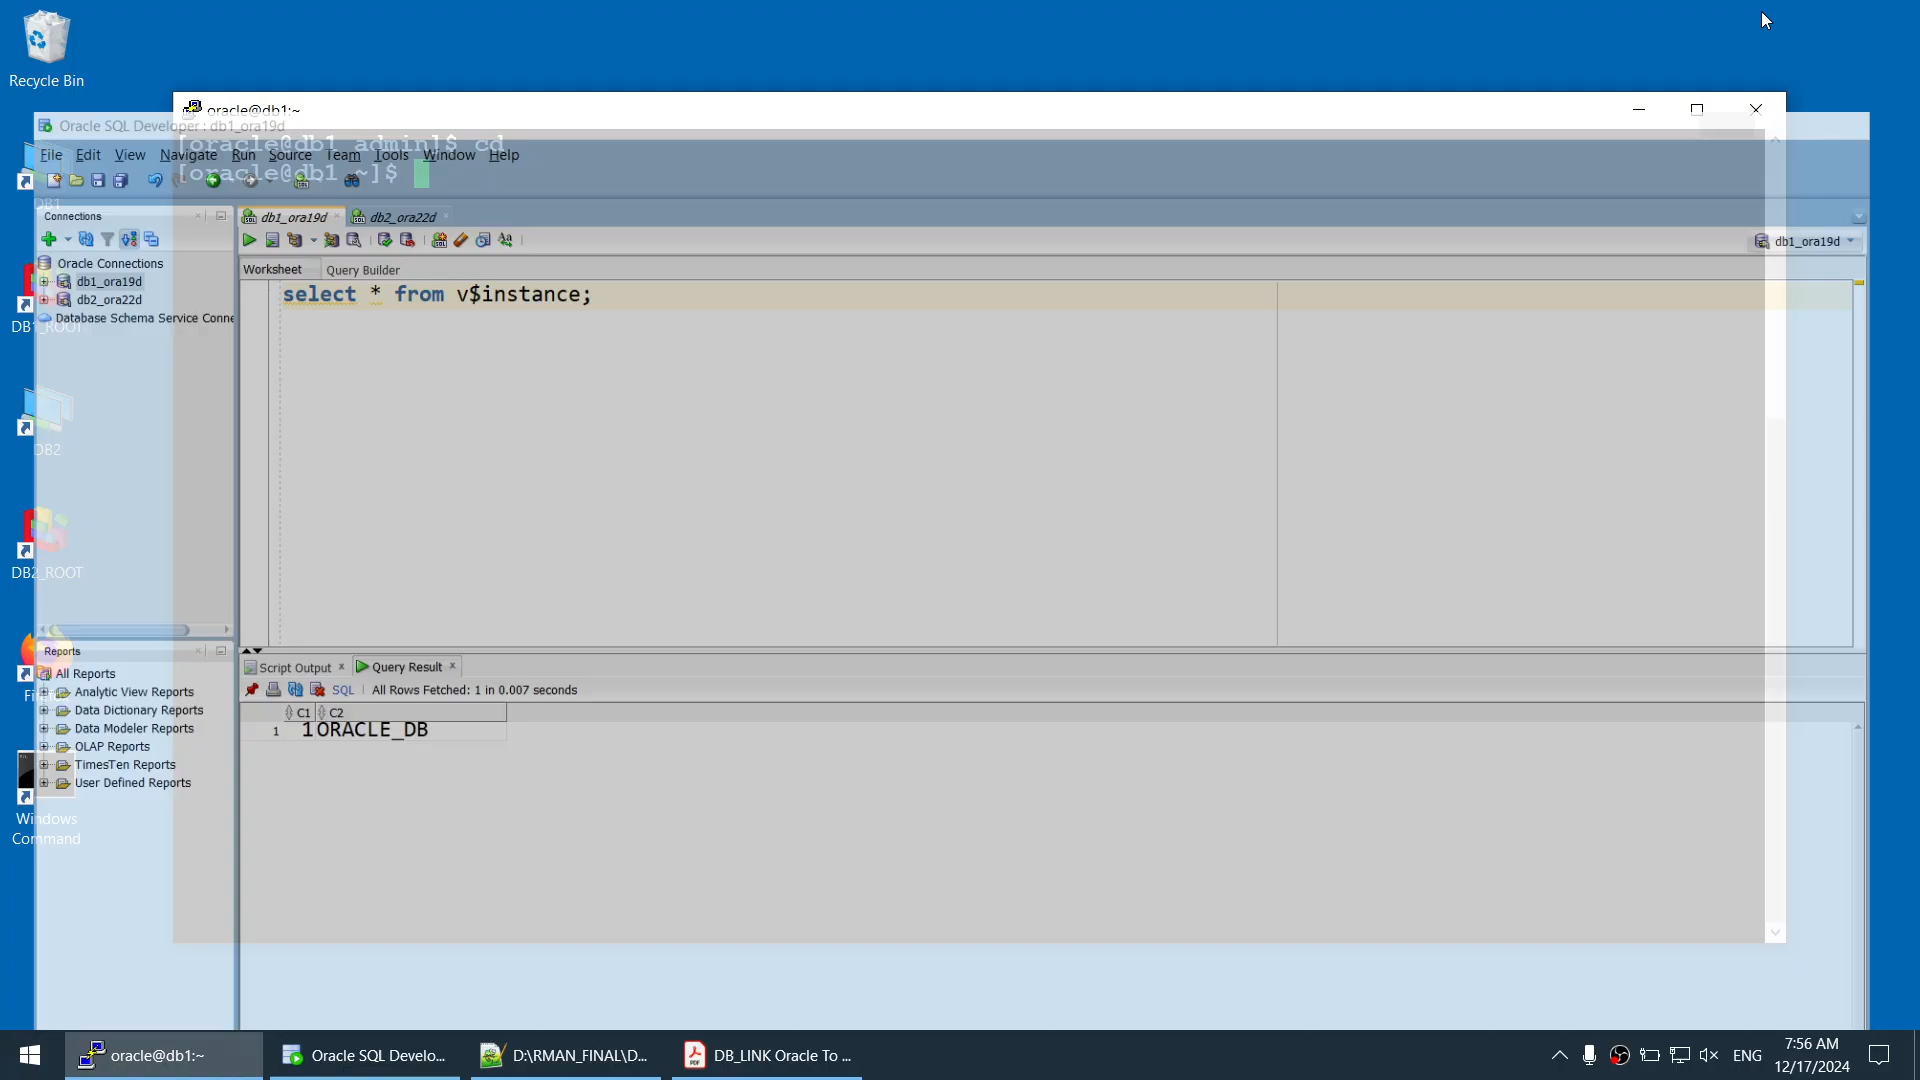 Recycle Bin
oracle@db1:~
Oracle SQL Developer : db1_ora19d
[oracle@db1 admin]$ cd
File Edit View Navigate Run Source Team Tools Window Help
[oracle@db1 ~]$
DB1
Connections
db1_ora19d
db2_ora22d
db1_ora19d
Worksheet
Query Builder
Oracle Connections
db1_ora19d
db2_ora22d
Database Schema Service Conne
DB1_ROOT
select * from v$instance;
DB2
DB2_ROOT
Reports
All Reports
Analytic View Reports
Data Dictionary Reports
Data Modeler Reports
OLAP Reports
TimesTen Reports
User Defined Reports
Script Output
Query Result
SQL
All Rows Fetched: 1 in 0.007 seconds
C1 C2
1 1 ORACLE_DB
Windows
Command
oracle@db1:~
Oracle SQL Develo...
D:\RMAN_FINAL\D...
DB_LINK Oracle To ...
ENG
7:56 AM
12/17/2024